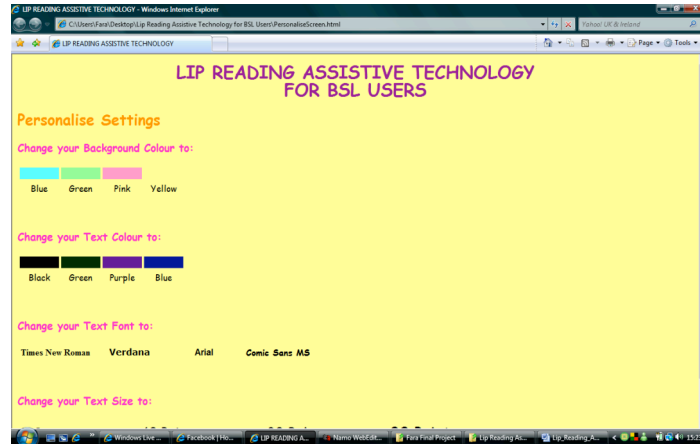 LIP READING ASSISTIVE TECHNOLOGY - Windows Internet Explorer
C:\Users\Fara\Desktop\Lip Reading Assistive Technology for BSL Users\PersonaliseScreen.html
Yahoo! UK & Ireland
LIP READING ASSISTIVE TECHNOLOGY
Page Tools
LIP READING ASSISTIVE TECHNOLOGY
FOR BSL USERS
Personalise Settings
Change your Background Colour to:
Blue Green Pink Yellow
Change your Text Colour to:
Black Green Purple Blue
Change your Text Font to:
Times New Roman Verdana Arial Comic Sans MS
Change your Text Size to:
Windows Live ... Facebook | Ho... LIP READING A... Namo WebEdit... Fara Final Project Lip Reading As... Lip_Reading_A...